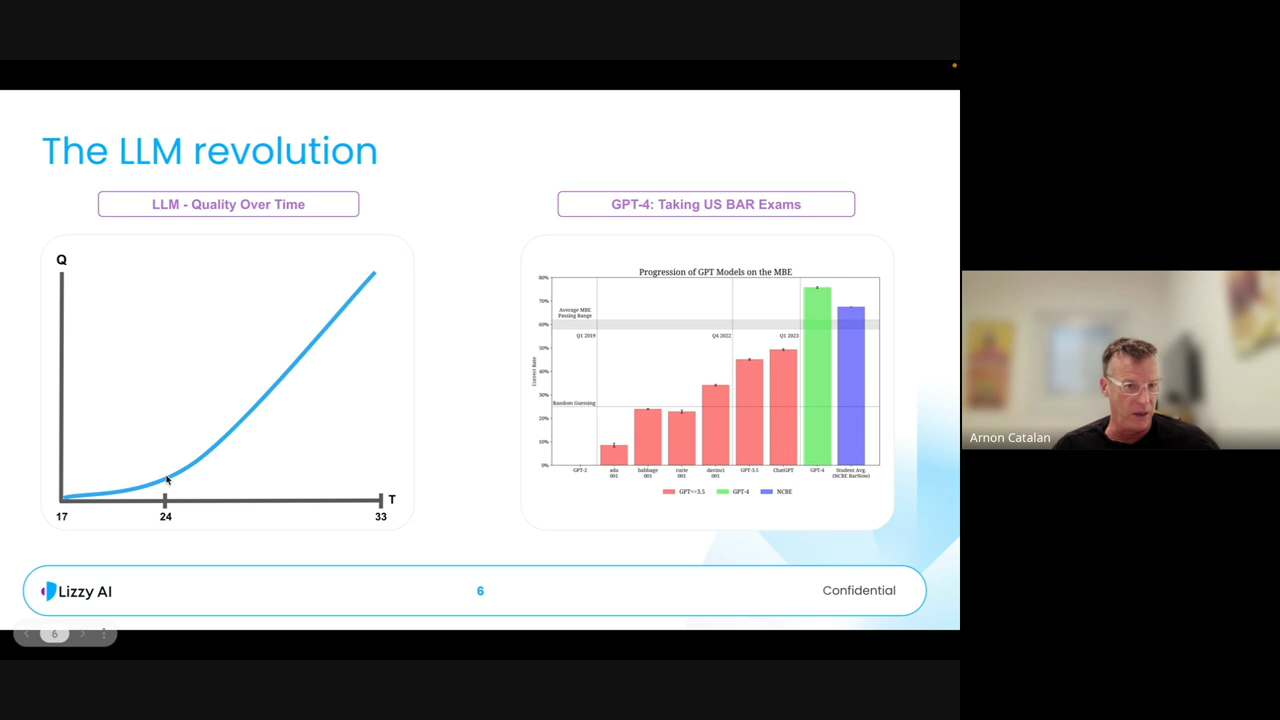 The LLM revolution
LLM - Quality Over Time
GPT-4: Taking US BAR Exams
Q
T
17
24
33
Progression of GPT Models on the MBE
80%
70%
60%
50%
40%
30%
20%
10%
0%
Correct Rate
Average MBE
Passing Range
Q1 2019
Q4 2022
Q1 2023
Random Guessing
GPT-2
ada
001
babbage
001
curie
001
davinci
001
GPT-3.5
ChatGPT
GPT-4
Student Avg.
(NCBE BarNow)
GPT<=3.5
GPT-4
NCBE
Lizzy AI
6
Confidential
6
Arnon Catalan